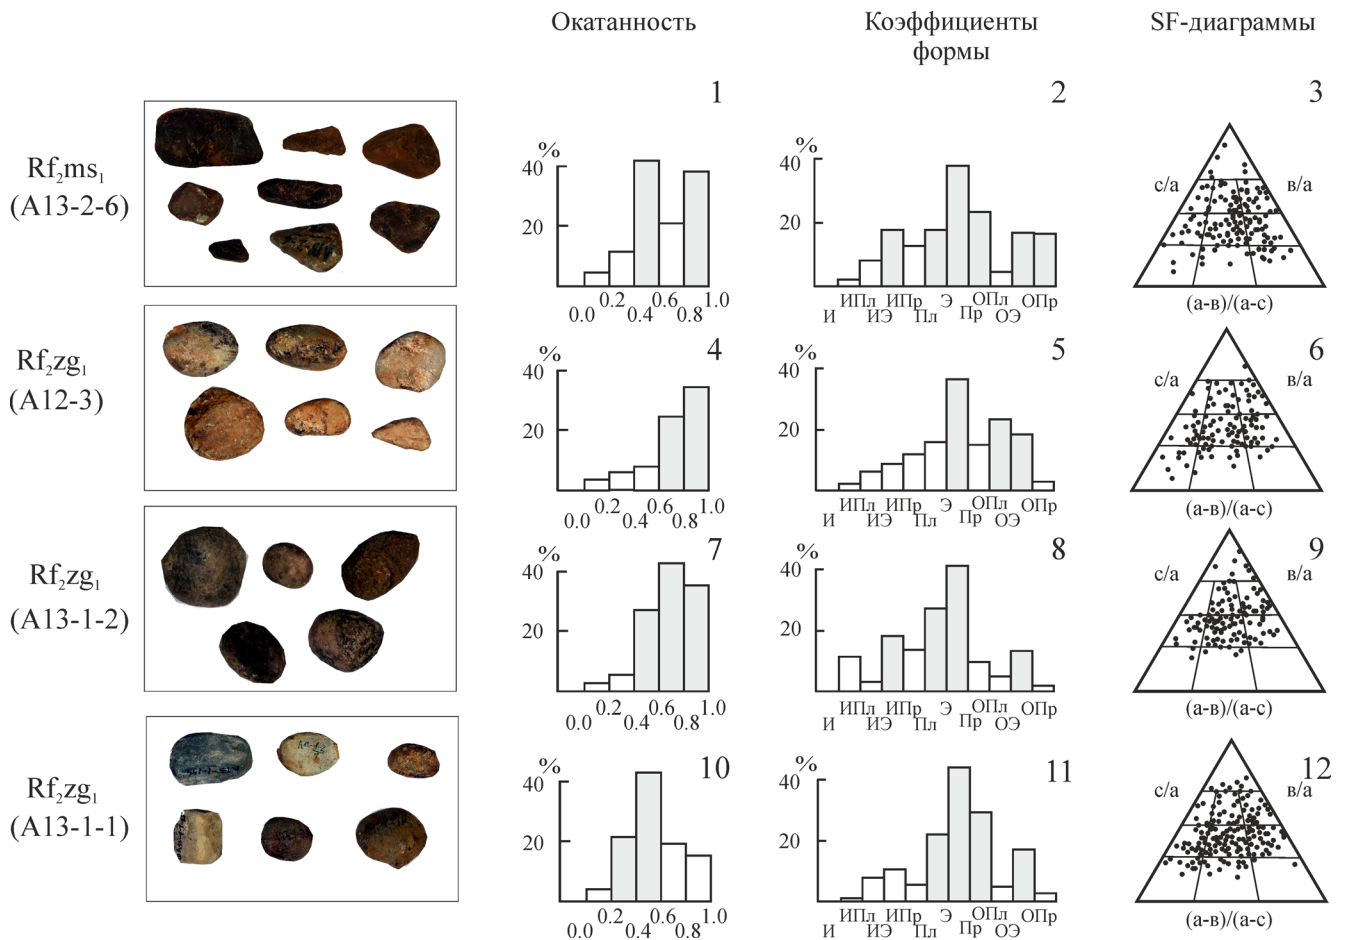 Окатанность
Коэффициенты
формы
SF-диаграммы
1
2
3
Rf₂ms₁
(А13-2-6)
%
40
20
0.2
0.6
1.0
0.0
0.4
0.8
%
40
20
ИПл
ИПр
Э
ОПл
ОПр
И
ИЭ
Пл
Пр
ОЭ
с/а
в/а
(а-в)/(а-с)
4
5
6
Rf₂zg₁
(А12-3)
%
40
20
0.2
0.6
1.0
0.0
0.4
0.8
%
40
20
ИПл
ИПр
Э
ОПл
ОПр
И
ИЭ
Пл
Пр
ОЭ
с/а
в/а
(а-в)/(а-с)
7
8
9
Rf₂zg₁
(А13-1-2)
%
40
20
0.2
0.6
1.0
0.0
0.4
0.8
%
40
20
ИПл
ИПр
Э
ОПл
ОПр
И
ИЭ
Пл
Пр
ОЭ
с/а
в/а
(а-в)/(а-с)
10
11
12
Rf₂zg₁
(А13-1-1)
%
40
20
0.2
0.6
1.0
0.0
0.4
0.8
%
40
20
ИПл
ИПр
Э
ОПл
ОПр
И
ИЭ
Пл
Пр
ОЭ
с/а
в/а
(а-в)/(а-с)